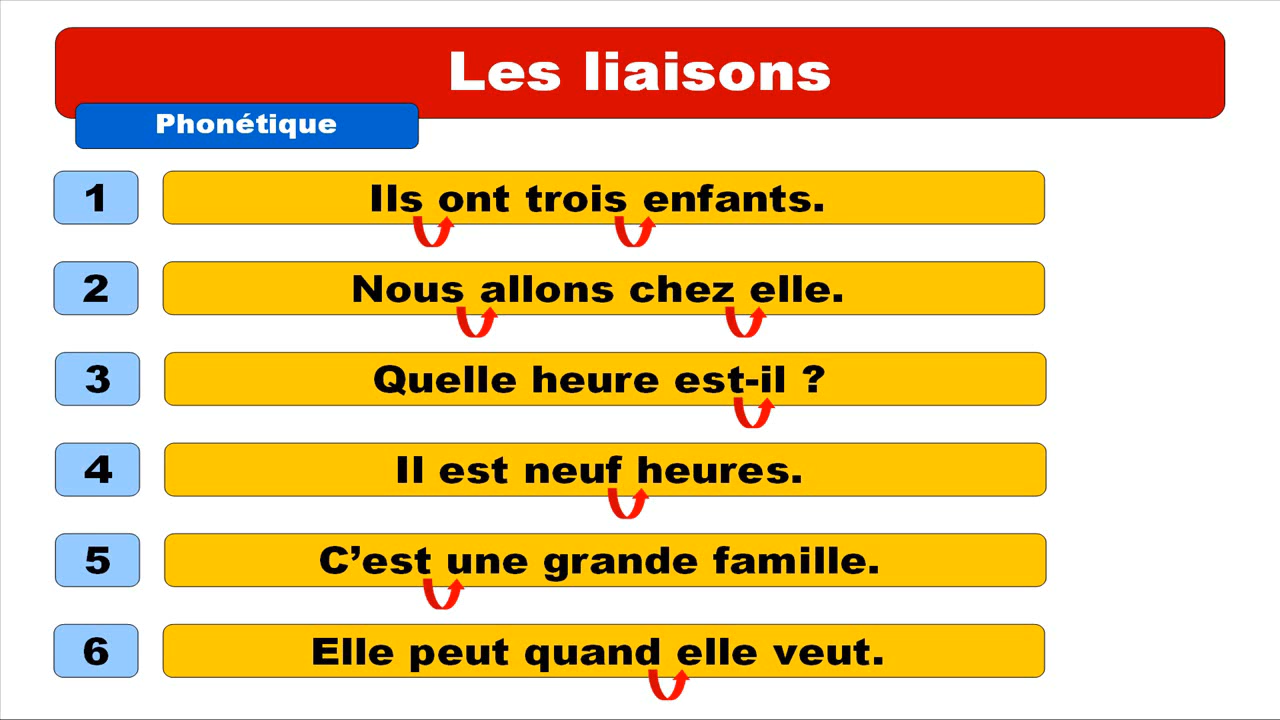 Les liaisons
Phonétique
1 Ils ont trois enfants.
2 Nous allons chez elle.
3 Quelle heure est-il ?
4 Il est neuf heures.
5 C’est une grande famille.
6 Elle peut quand elle veut.